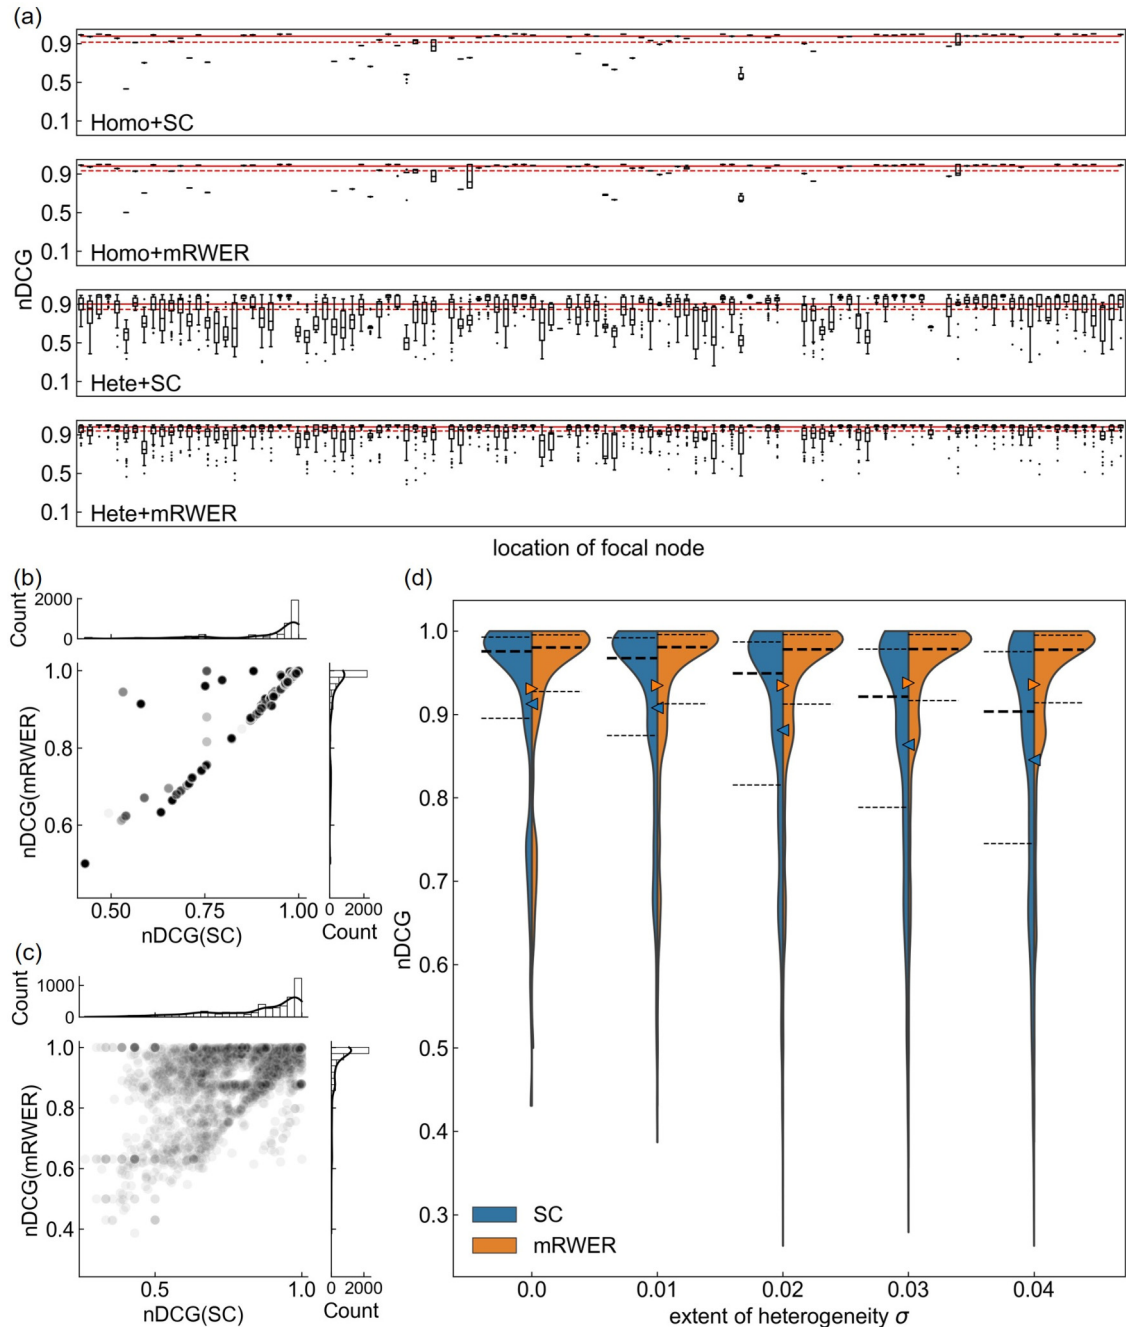 (a)
nDCG
0.9
0.5
0.1
Homo+SC
0.9
0.5
0.1
Homo+mRWER
0.9
0.5
0.1
Hete+SC
0.9
0.5
0.1
Hete+mRWER
location of focal node
(b)
Count
2000
0
nDCG(mRWER)
1.0
0.8
0.6
0.50 0.75 1.00
nDCG(SC)
0 2000
Count
(c)
Count
1000
0
nDCG(mRWER)
1.0
0.8
0.6
0.4
0.5 1.0
nDCG(SC)
0 2000
Count
(d)
nDCG
1.0
0.9
0.8
0.7
0.6
0.5
0.4
0.3
SC
mRWER
0.0 0.01 0.02 0.03 0.04
extent of heterogeneity σ